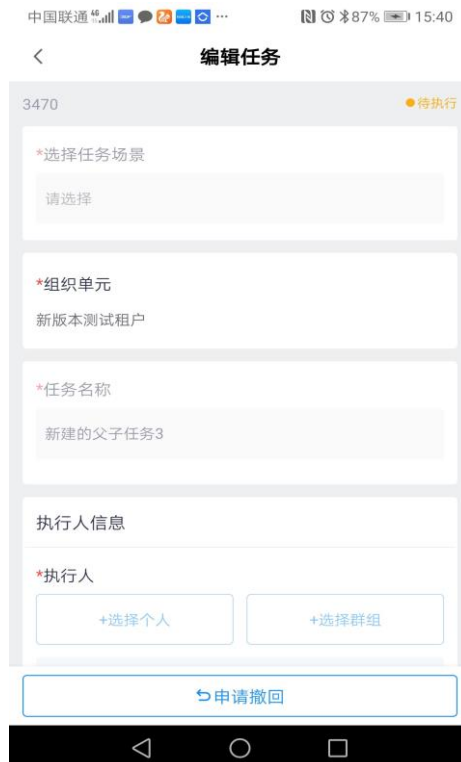 中国联通 4G ... 87% 15:40
编辑任务
3470 待执行
*选择任务场景
请选择
*组织单元
新版本测试租户
*任务名称
新建的父子任务3
执行人信息
*执行人
+选择个人 +选择群组
申请撤回